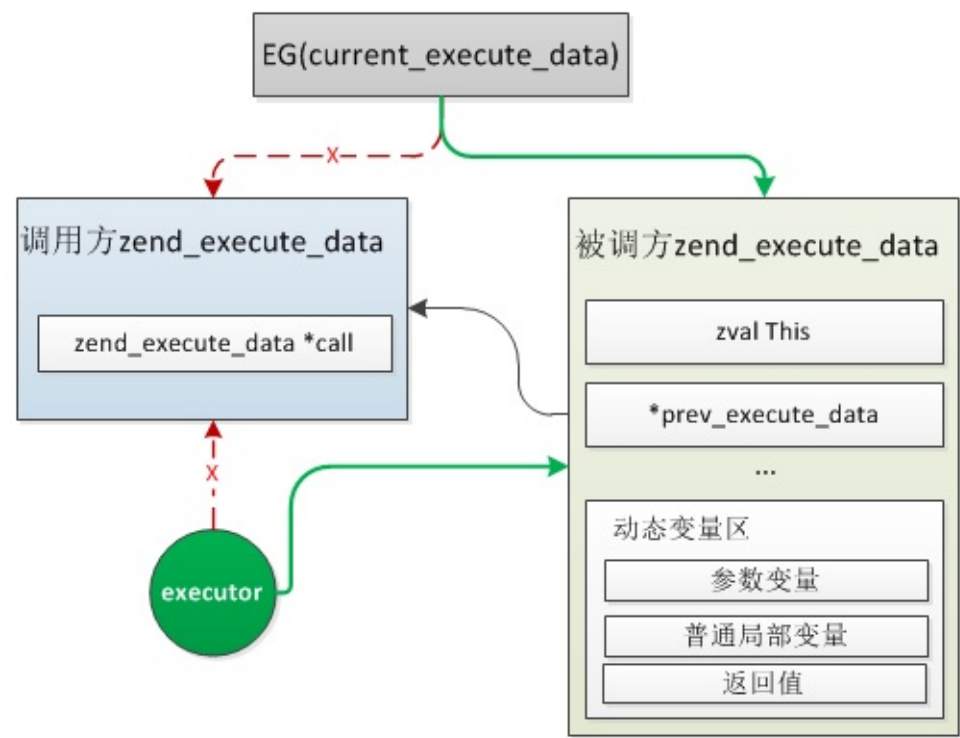 EG(current_execute_data)
X
调用方zend_execute_data
zend_execute_data *call
被调方zend_execute_data
zval This
*prev_execute_data
...
X
executor
动态变量区
参数变量
普通局部变量
返回值